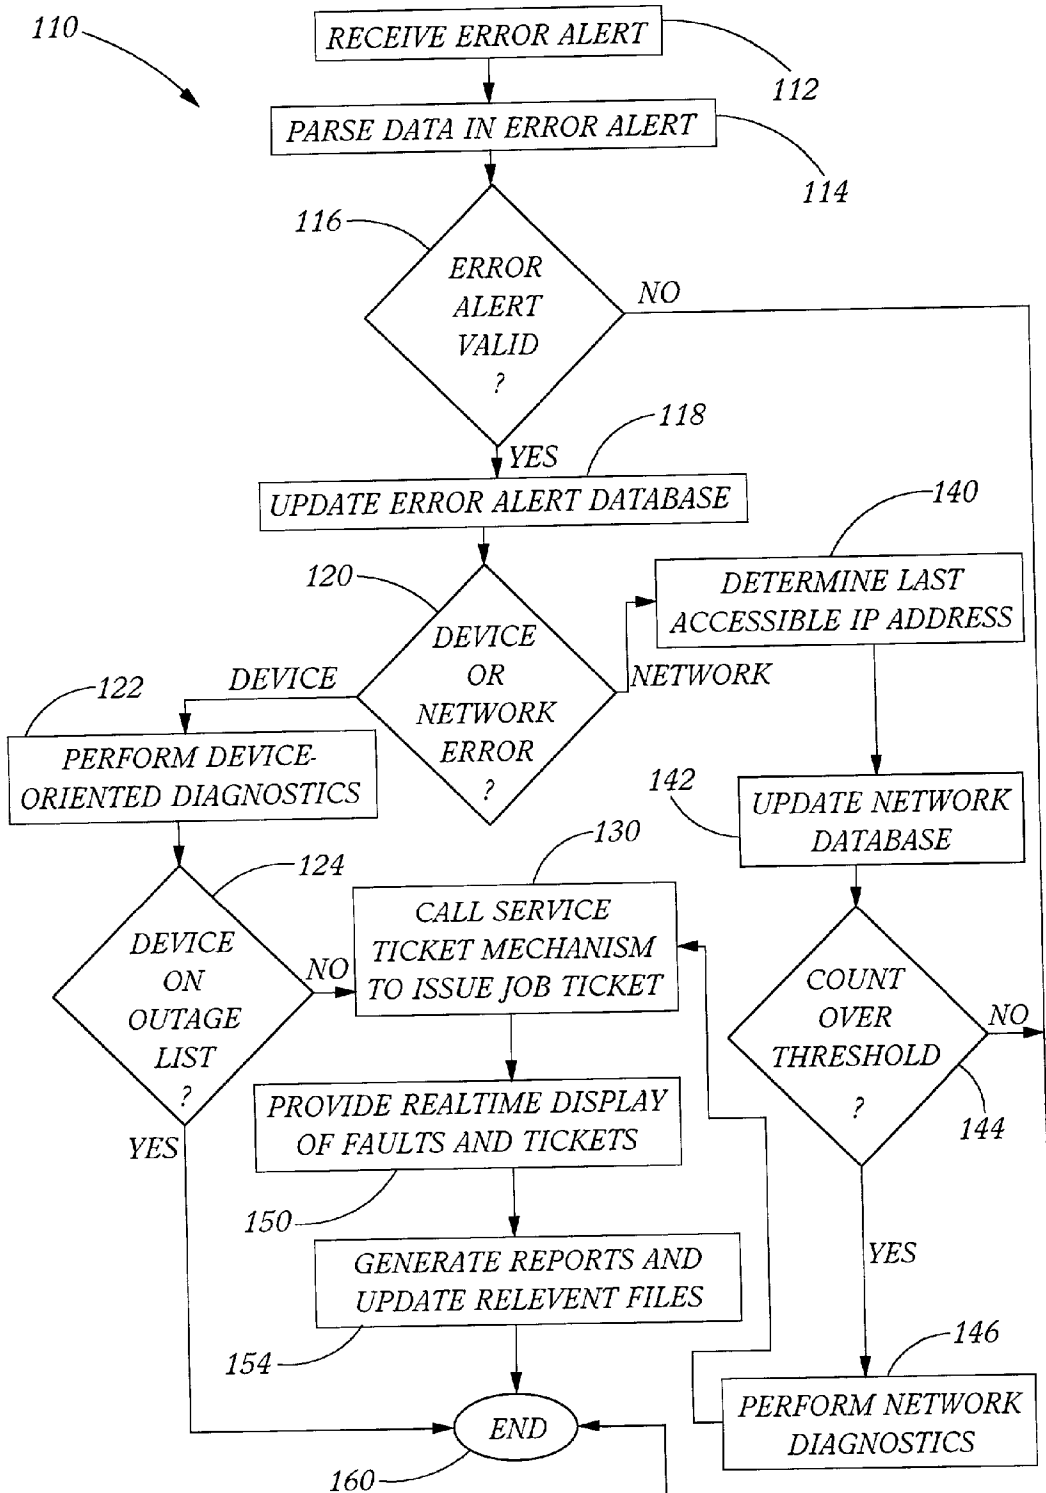 110
RECEIVE ERROR ALERT
112
PARSE DATA IN ERROR ALERT
114
116
ERROR
ALERT
VALID
?
NO
YES
118
UPDATE ERROR ALERT DATABASE
120
DEVICE
OR
NETWORK
ERROR
?
DEVICE
NETWORK
140
DETERMINE LAST
ACCESSIBLE IP ADDRESS
122
PERFORM DEVICE-
ORIENTED DIAGNOSTICS
142
UPDATE NETWORK
DATABASE
124
DEVICE
ON
OUTAGE
LIST
?
NO
YES
130
CALL SERVICE
TICKET MECHANISM
TO ISSUE JOB TICKET
COUNT
OVER
THRESHOLD
?
NO
144
YES
PROVIDE REALTIME DISPLAY
OF FAULTS AND TICKETS
150
GENERATE REPORTS AND
UPDATE RELEVENT FILES
154
146
PERFORM NETWORK
DIAGNOSTICS
END
160